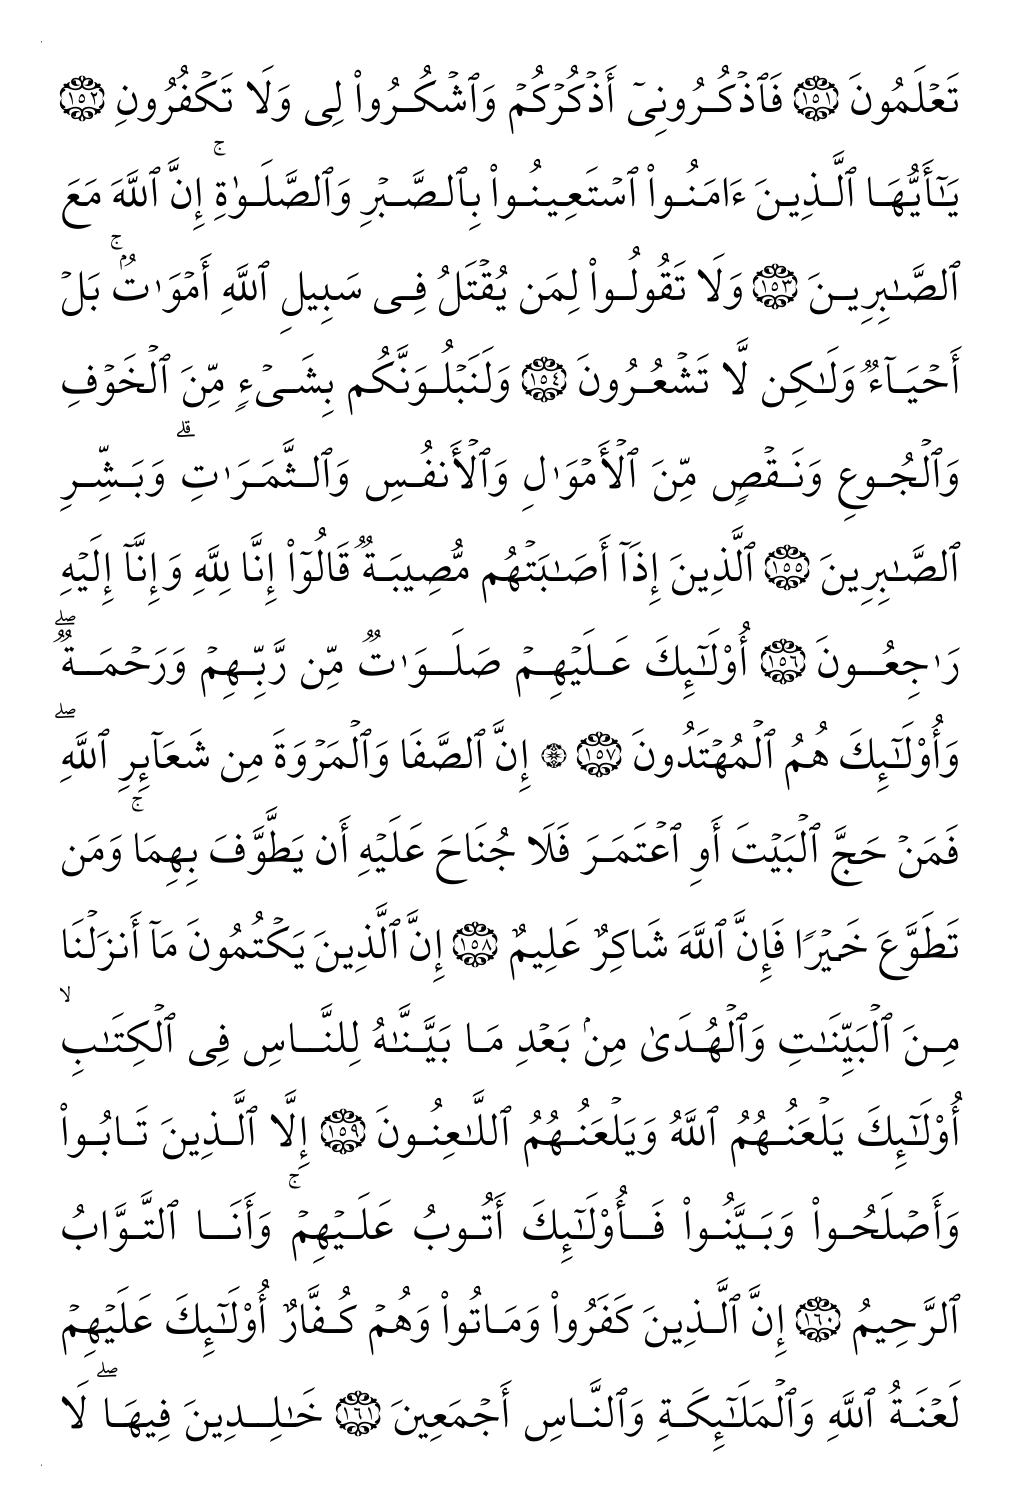 تَعۡلَمُونَ ١٥١ فَٱذۡكُرُونِيٓ أَذۡكُرۡكُمۡ وَٱشۡكُرُواْ لِي وَلَا تَكۡفُرُونِ ١٥٢
يَـٰٓأَيُّهَا ٱلَّذِينَ ءَامَنُواْ ٱسۡتَعِينُواْ بِٱلصَّبۡرِ وَٱلصَّلَوٰةِۚ إِنَّ ٱللَّهَ مَعَ
ٱلصَّـٰبِرِينَ ١٥٣ وَلَا تَقُولُواْ لِمَن يُقۡتَلُ فِي سَبِيلِ ٱللَّهِ أَمۡوَٰتُۢۚ بَلۡ
أَحۡيَآءٞ وَلَـٰكِن لَّا تَشۡعُرُونَ ١٥٤ وَلَنَبۡلُوَنَّكُم بِشَيۡءٖ مِّنَ ٱلۡخَوۡفِ
وَٱلۡجُوعِ وَنَقۡصٖ مِّنَ ٱلۡأَمۡوَٰلِ وَٱلۡأَنفُسِ وَٱلثَّمَرَٰتِۗ وَبَشِّرِ
ٱلصَّـٰبِرِينَ ١٥٥ ٱلَّذِينَ إِذَآ أَصَـٰبَتۡهُم مُّصِيبَةٞ قَالُوٓاْ إِنَّا لِلَّهِ وَإِنَّآ إِلَيۡهِ
رَٰجِعُونَ ١٥٦ أُوْلَـٰٓئِكَ عَلَيۡهِمۡ صَلَوَٰتٞ مِّن رَّبِّهِمۡ وَرَحۡمَةٞۖ
وَأُوْلَـٰٓئِكَ هُمُ ٱلۡمُهۡتَدُونَ ١٥٧ ۞ إِنَّ ٱلصَّفَا وَٱلۡمَرۡوَةَ مِن شَعَآئِرِ ٱللَّهِۖ
فَمَنۡ حَجَّ ٱلۡبَيۡتَ أَوِ ٱعۡتَمَرَ فَلَا جُنَاحَ عَلَيۡهِ أَن يَطَّوَّفَ بِهِمَاۚ وَمَن
تَطَوَّعَ خَيۡرٗا فَإِنَّ ٱللَّهَ شَاكِرٌ عَلِيمٌ ١٥٨ إِنَّ ٱلَّذِينَ يَكۡتُمُونَ مَآ أَنزَلۡنَا
مِنَ ٱلۡبَيِّنَـٰتِ وَٱلۡهُدَىٰ مِنۢ بَعۡدِ مَا بَيَّنَّـٰهُ لِلنَّاسِ فِي ٱلۡكِتَـٰبِۙ
أُوْلَـٰٓئِكَ يَلۡعَنُهُمُ ٱللَّهُ وَيَلۡعَنُهُمُ ٱللَّـٰعِنُونَ ١٥٩ إِلَّا ٱلَّذِينَ تَابُواْ
وَأَصۡلَحُواْ وَبَيَّنُواْ فَأُوْلَـٰٓئِكَ أَتُوبُ عَلَيۡهِمۡۚ وَأَنَا ٱلتَّوَّابُ
ٱلرَّحِيمُ ١٦٠ إِنَّ ٱلَّذِينَ كَفَرُواْ وَمَاتُواْ وَهُمۡ كُفَّارٌ أُوْلَـٰٓئِكَ عَلَيۡهِمۡ
لَعۡنَةُ ٱللَّهِ وَٱلۡمَلَـٰٓئِكَةِ وَٱلنَّاسِ أَجۡمَعِينَ ١٦١ خَـٰلِدِينَ فِيهَاۖ لَا